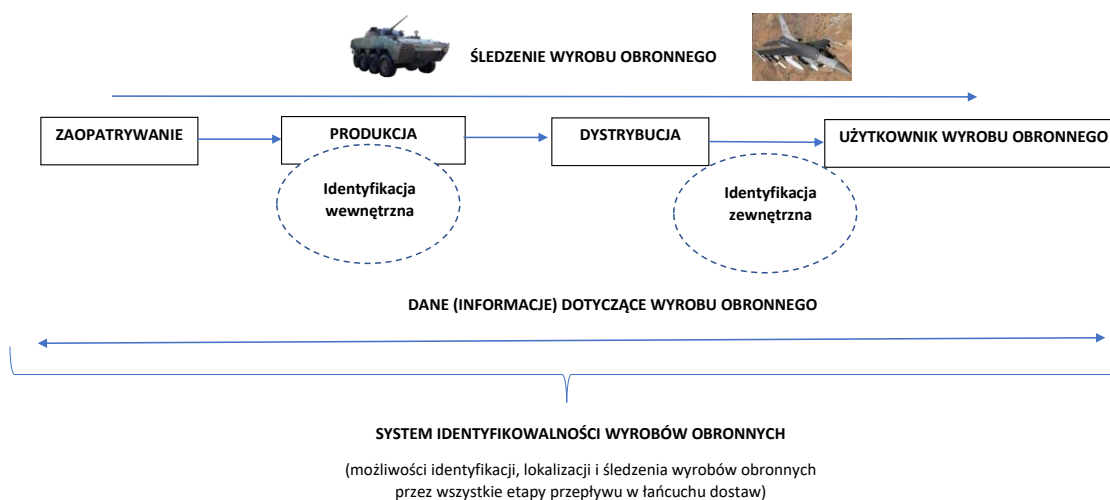 ŚLEDZENIE WYROBU OBRONNEGO
ZAOPATRYWANIE
PRODUKCJA
DYSTRYBUCJA
UŻYTKOWNIK WYROBU OBRONNEGO
Identyfikacja
wewnętrzna
Identyfikacja
zewnętrzna
DANE (INFORMACJE) DOTYCZĄCE WYROBU OBRONNEGO
SYSTEM IDENTYFIKOWALNOŚCI WYROBÓW OBRONNYCH
(możliwości identyfikacji, lokalizacji i śledzenia wyrobów obronnych
przez wszystkie etapy przepływu w łańcuchu dostaw)